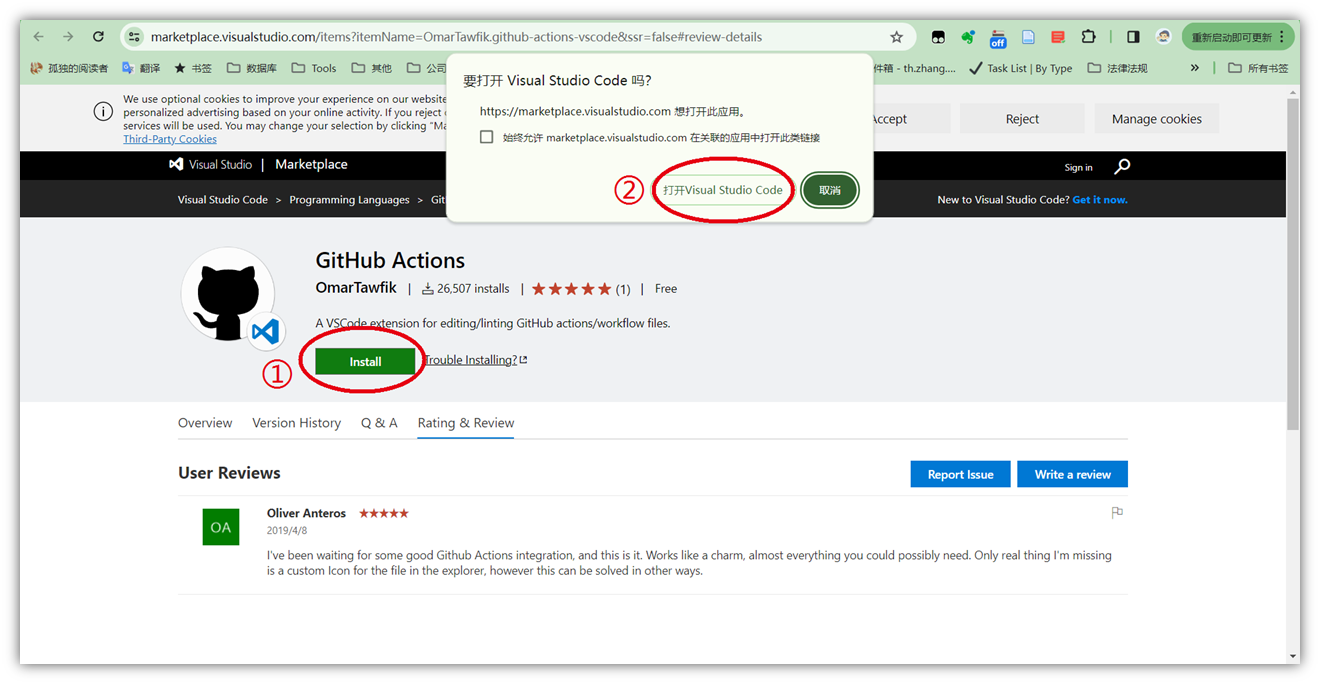 marketplace.visualstudio.com/items?itemName=OmarTawfik.github-actions-vscode&ssr=false#review-details
off
重新启动即可更新
孤独的阅读者 翻译 书签 数据库 Tools 其他 公司
件箱 - th.zhang.... Task List | By Type 法律法规 » 所有书签
要打开 Visual Studio Code 吗?
https://marketplace.visualstudio.com 想打开此应用。
始终允许 marketplace.visualstudio.com 在关联的应用中打开此类链接
② 打开Visual Studio Code 取消
We use optional cookies to improve your experience on our website
personalized advertising based on your online activity. If you reject
services will be used. You may change your selection by clicking "Ma
Third-Party Cookies
Accept Reject Manage cookies
Visual Studio | Marketplace
Sign in
Visual Studio Code > Programming Languages > Git
New to Visual Studio Code? Get it now.
GitHub Actions
OmarTawfik | 26,507 installs | ★★★★★ (1) | Free
A VSCode extension for editing/linting GitHub actions/workflow files.
① Install Trouble Installing?
Overview Version History Q & A Rating & Review
User Reviews
Report Issue Write a review
OA
Oliver Anteros ★★★★★
2019/4/8
I've been waiting for some good Github Actions integration, and this is it. Works like a charm, almost everything you could possibly need. Only real thing I'm missing
is a custom Icon for the file in the explorer, however this can be solved in other ways.